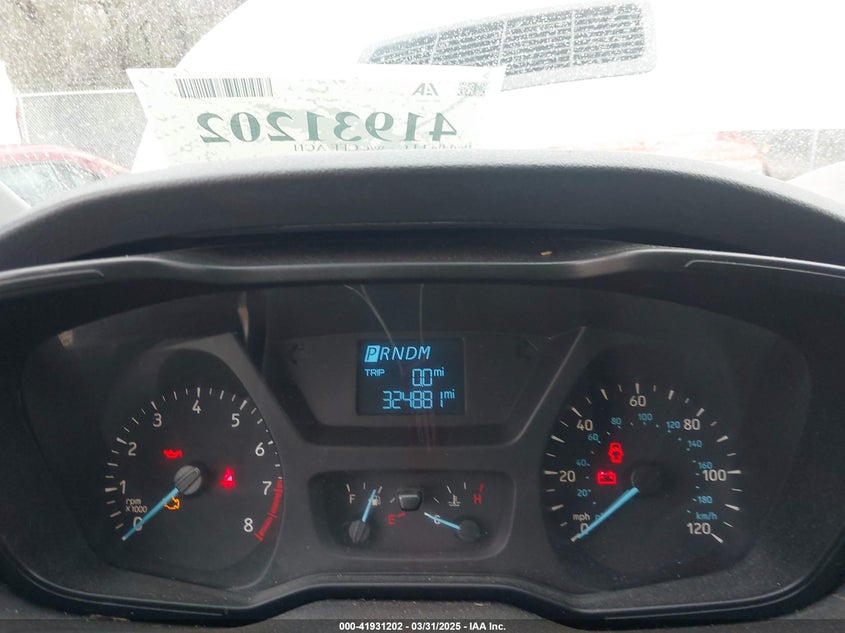 IAA
41931202
PRNDM
TRIP 0.0 mi
324881 mi
1 2 3 4 5 6 7 8
rpm
x1000
0
F
E
C
H
0 20 40 60 80 100 120
20 40 60 80 100 120 140 160 180
mph
km/h
000-41931202 - 03/31/2025 - IAA Inc.